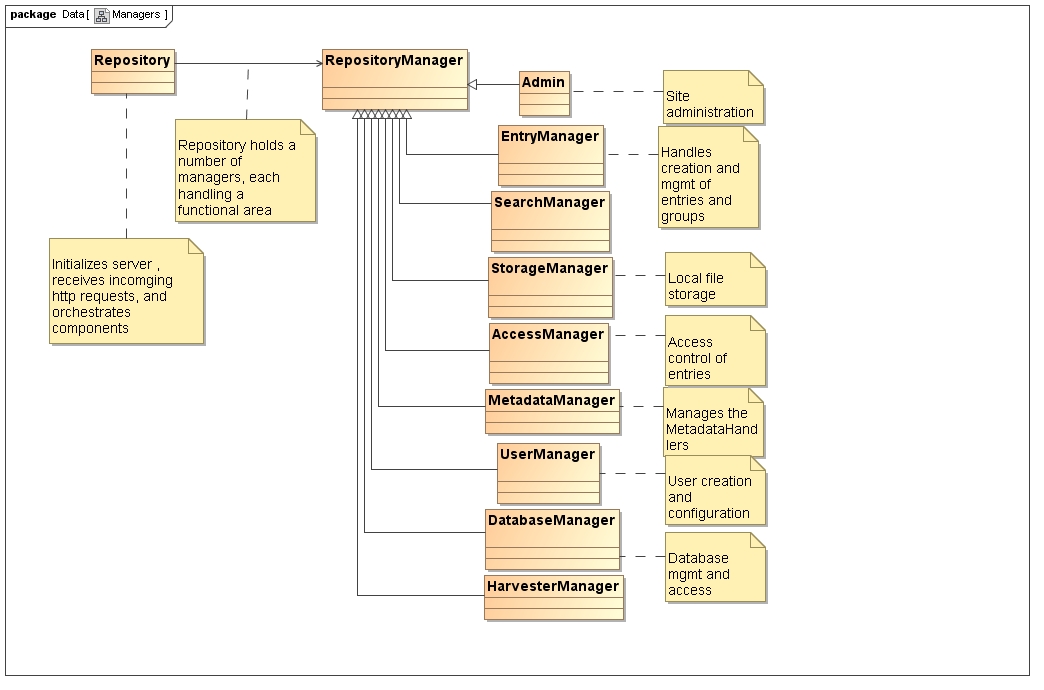 package Data [ Managers ]
Repository
RepositoryManager
Admin
Site
administration
EntryManager
Handles
creation and
mgmt of
entries and
groups
Repository holds a
number of
managers, each
handling a
functional area
SearchManager
Initializes server ,
receives incomging
http requests, and
orchestrates
components
StorageManager
Local file
storage
AccessManager
Access
control of
entries
MetadataManager
Manages the
MetadataHand
lers
UserManager
User creation
and
configuration
DatabaseManager
Database
mgmt and
access
HarvesterManager